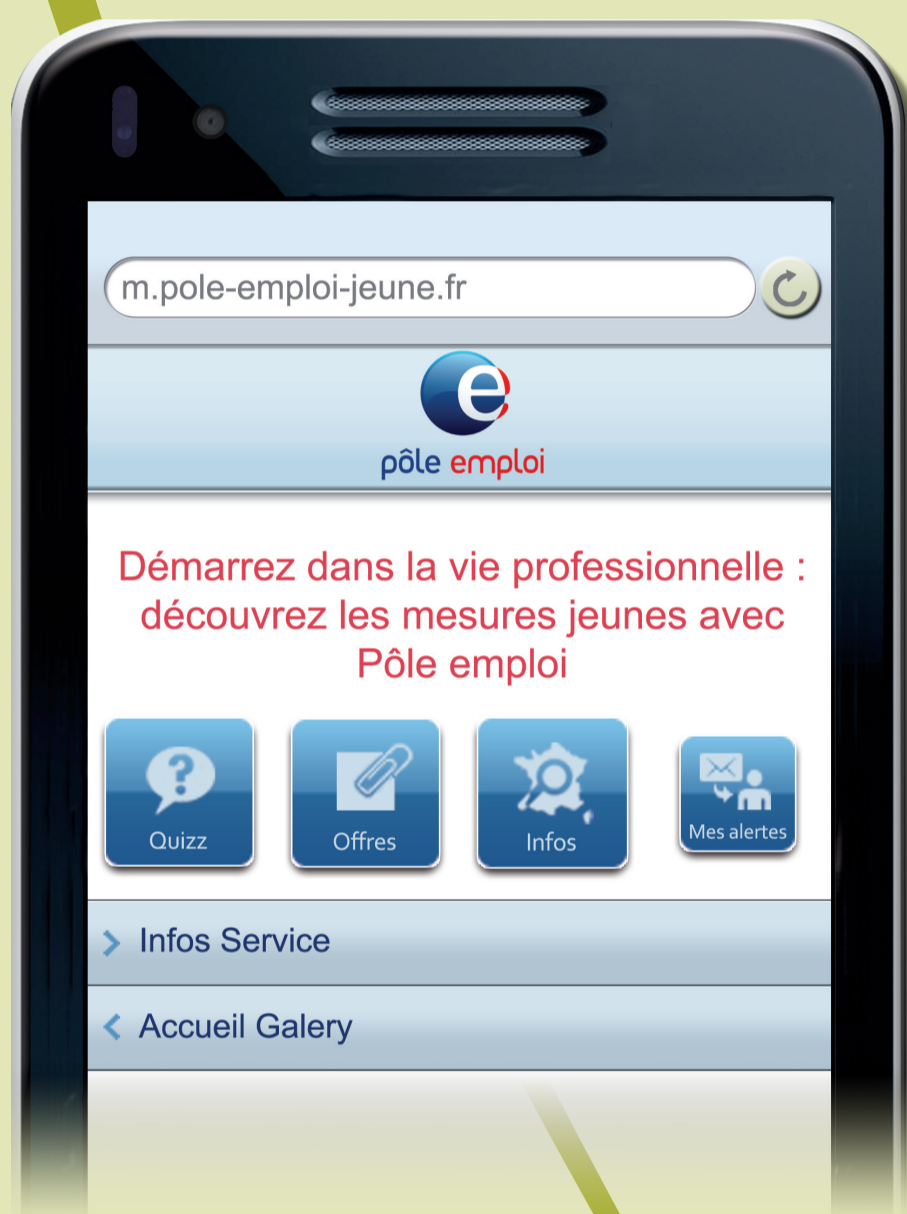 m.pole-emploi-jeune.fr
pôle emploi
Démarrez dans la vie professionnelle :
découvrez les mesures jeunes avec
Pôle emploi
Quizz
Offres
Infos
Mes alertes
Infos Service
Accueil Galery